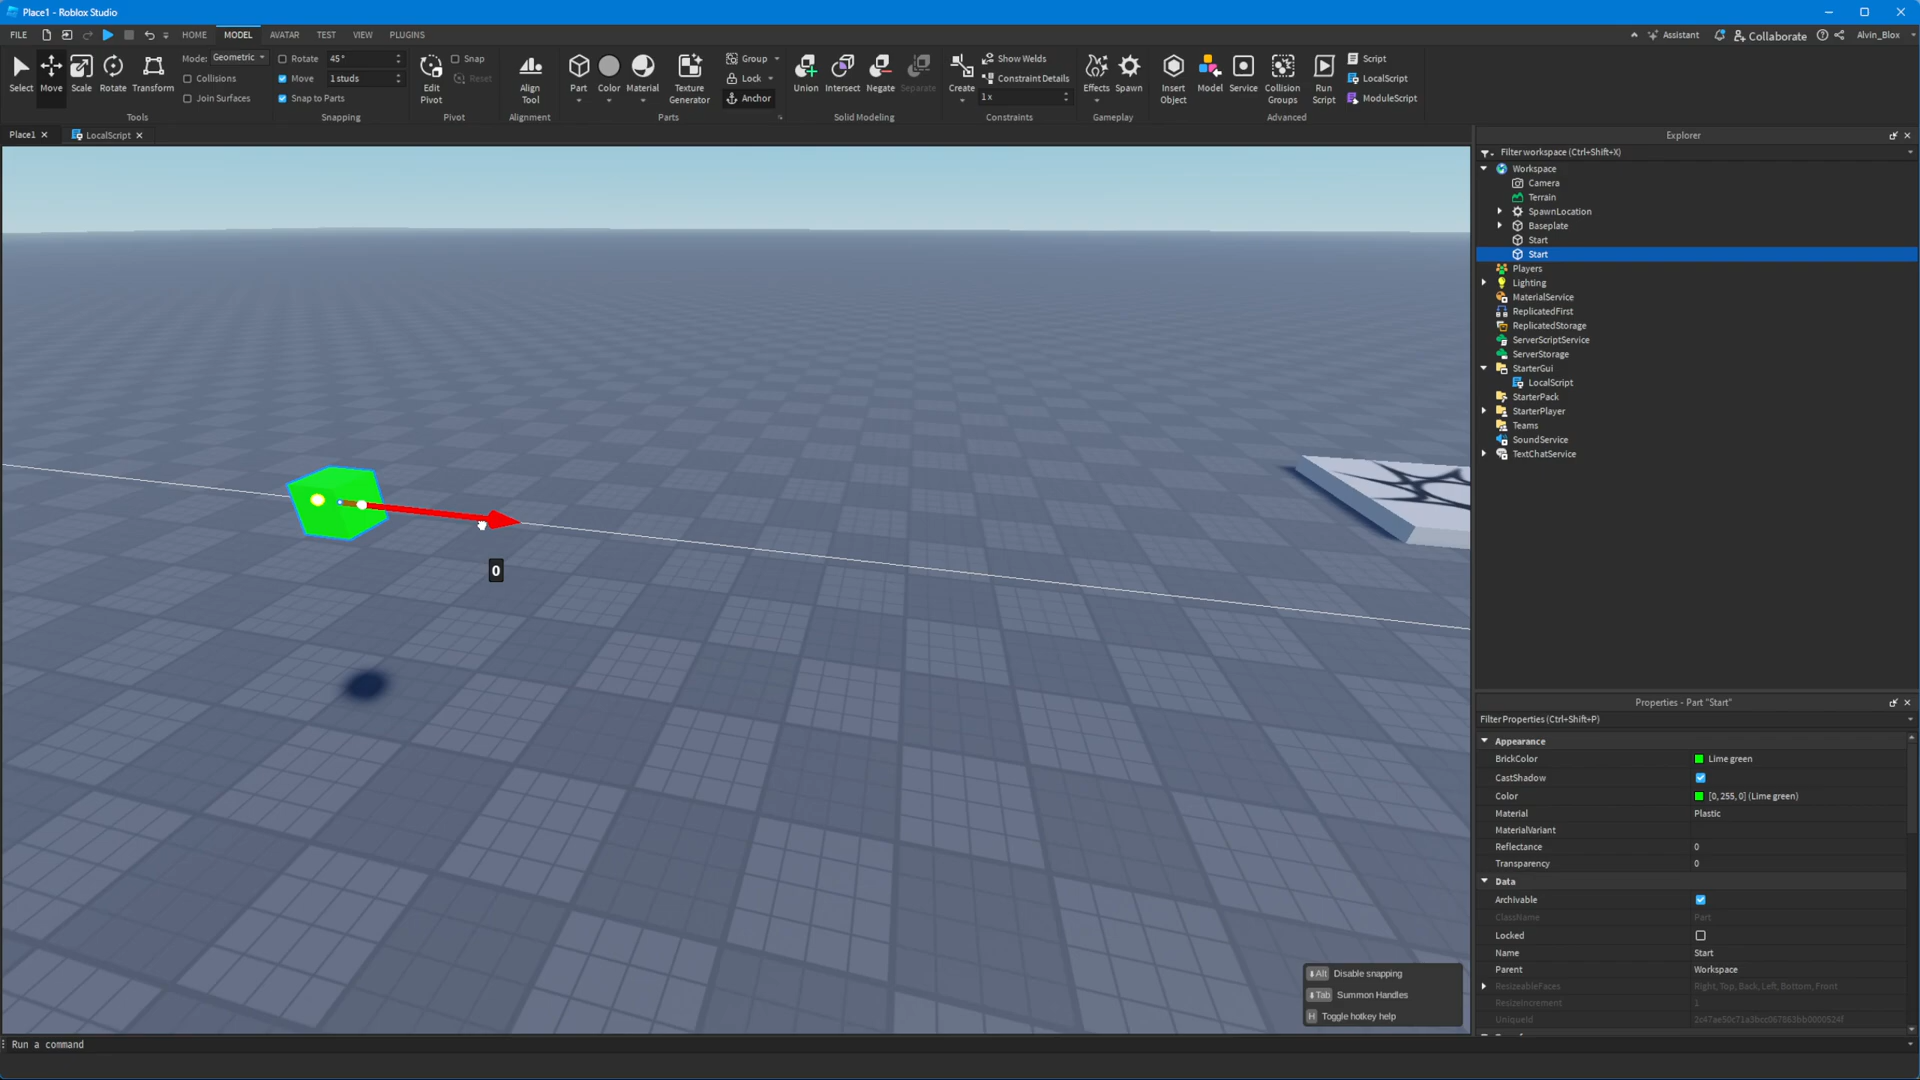 Place1 - Roblox Studio
FILE HOME MODEL AVATAR TEST VIEW PLUGINS Assistant Collaborate Alvin_Blox
Mode: Geometric Rotate 45° Snap Group Show Welds Script
Select Move Scale Rotate Transform Collisions Move 1 studs Edit Pivot Reset Align Tool Part Color Material Texture Generator Lock Union Intersect Negate Separate Create Constraint Details Effects Spawn Insert Object Model Service Collision Groups Run Script LocalScript
Join Surfaces Snap to Parts Anchor 1x ModuleScript
Tools Snapping Pivot Alignment Parts Solid Modeling Constraints Gameplay Advanced
Place1 LocalScript
Explorer
Filter workspace (Ctrl+Shift+X)
Workspace
Camera
Terrain
SpawnLocation
Baseplate
Start
Start
Players
Lighting
MaterialService
ReplicatedFirst
ReplicatedStorage
ServerScriptService
ServerStorage
StarterGui
LocalScript
StarterPack
StarterPlayer
Teams
SoundService
TextChatService
0
Alt Disable snapping
Tab Summon Handles
H Toggle hotkey help
Properties - Part "Start"
Filter Properties (Ctrl+Shift+P)
Appearance
BrickColor Lime green
CastShadow
Color [0, 255, 0] (Lime green)
Material Plastic
MaterialVariant
Reflectance 0
Transparency 0
Data
Archivable
ClassName Part
Locked
Name Start
Parent Workspace
ResizeableFaces Right, Top, Back, Left, Bottom, Front
ResizeIncrement 1
UniqueId
Run a command